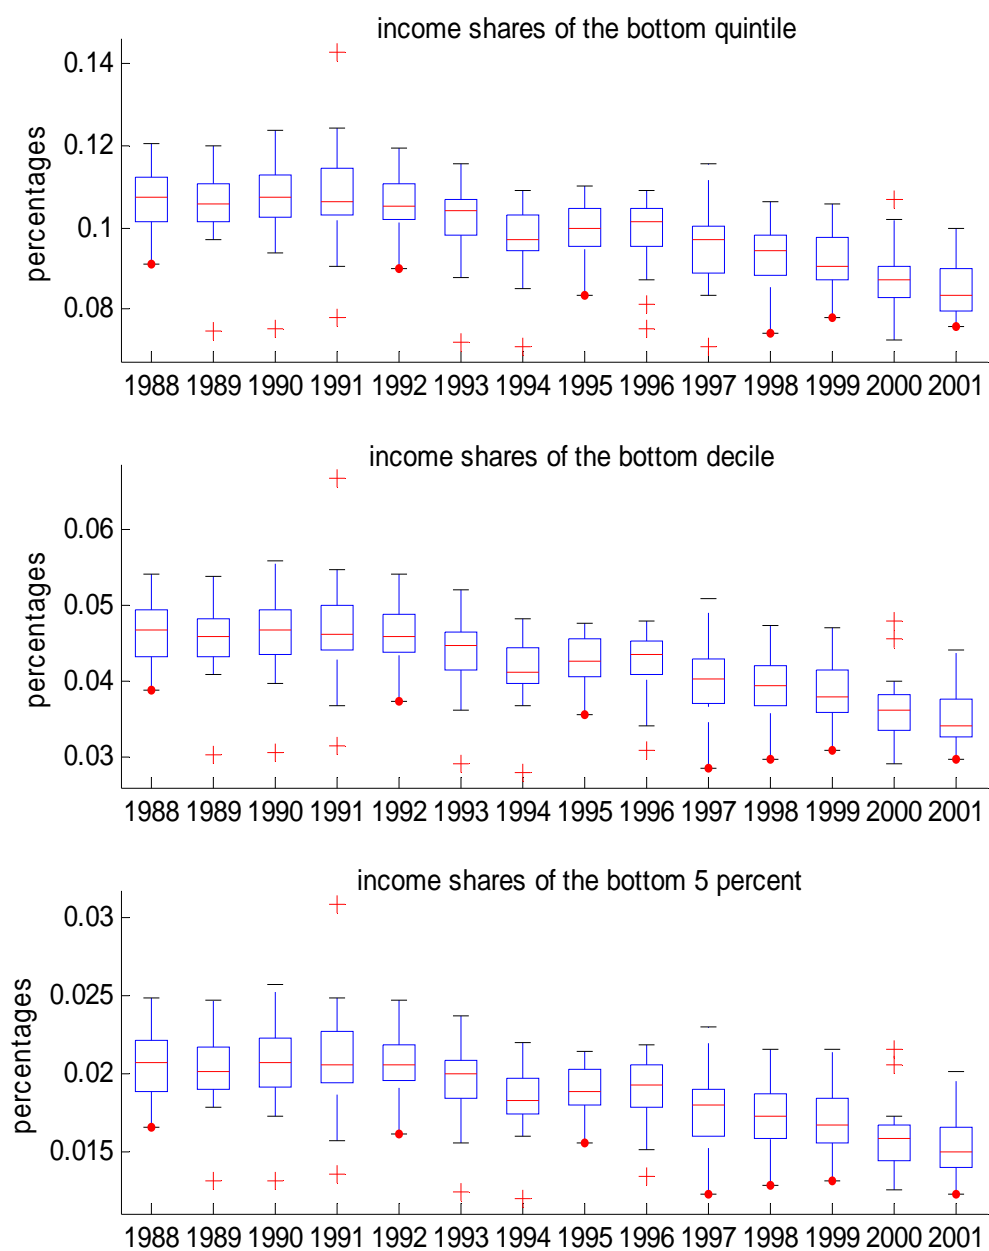 income shares of the bottom quintile
percentages
0.14
0.12
0.1
0.08
1988 1989 1990 1991 1992 1993 1994 1995 1996 1997 1998 1999 2000 2001
income shares of the bottom decile
percentages
0.06
0.05
0.04
0.03
1988 1989 1990 1991 1992 1993 1994 1995 1996 1997 1998 1999 2000 2001
income shares of the bottom 5 percent
percentages
0.03
0.025
0.02
0.015
1988 1989 1990 1991 1992 1993 1994 1995 1996 1997 1998 1999 2000 2001